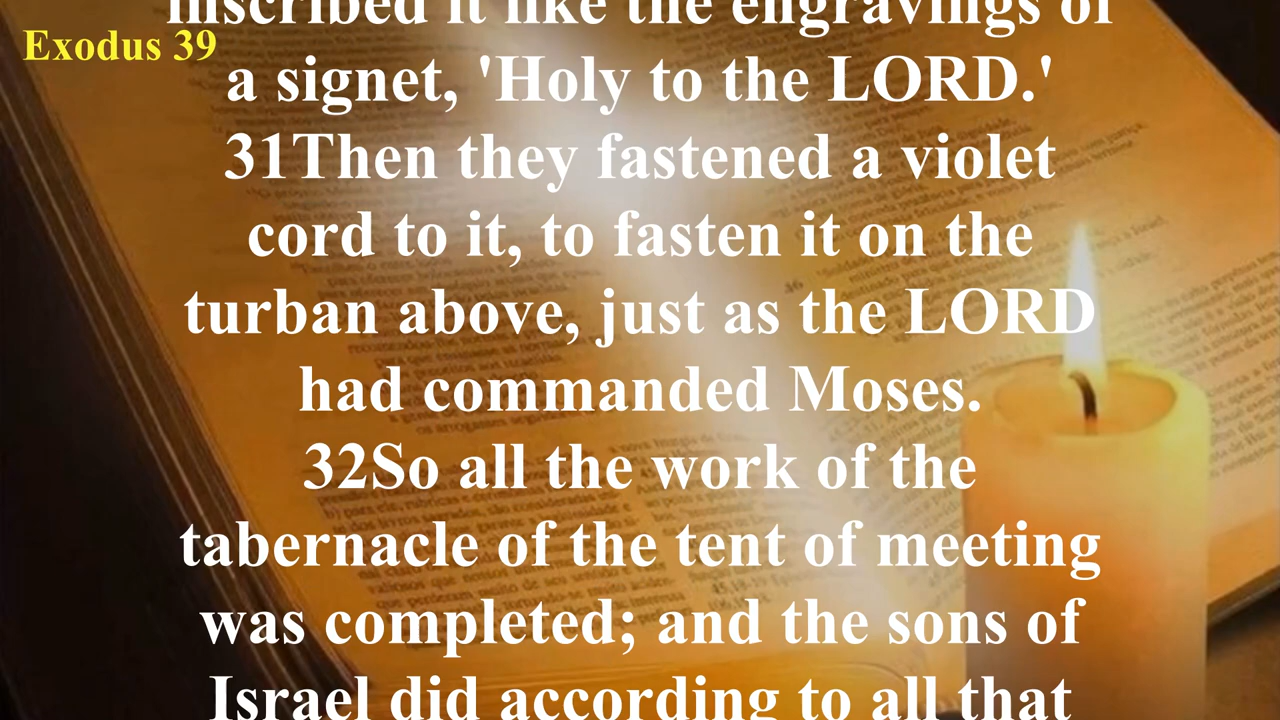 inscribed it like the engravings of
Exodus 39
a signet, 'Holy to the LORD.'
31Then they fastened a violet
cord to it, to fasten it on the
turban above, just as the LORD
had commanded Moses.
32So all the work of the
tabernacle of the tent of meeting
was completed; and the sons of
Israel did according to all that